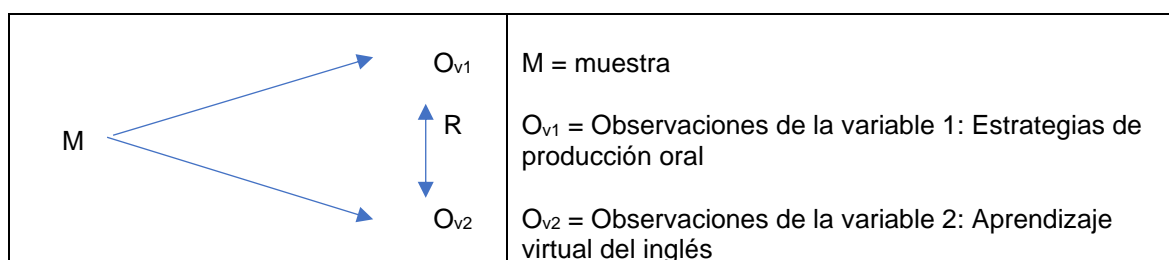 M
Ov1
R
Ov2
M = muestra
Ov1 = Observaciones de la variable 1: Estrategias de
producción oral
Ov2 = Observaciones de la variable 2: Aprendizaje
virtual del inglés